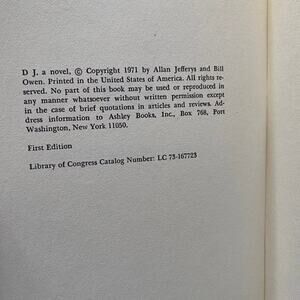 D J, a novel, © Copyright 1971 by Allan Jefferys and Bill
Owen. Printed in the United States of America. All rights re-
served. No part of this book may be used or reproduced in
any manner whatsoever without written permission except
in the case of brief quotations in articles and reviews. Ad-
dress information to Ashley Books, Inc., Box 768, Port
Washington, New York 11050.
First Edition
Library of Congress Catalog Number: LC 73-167723